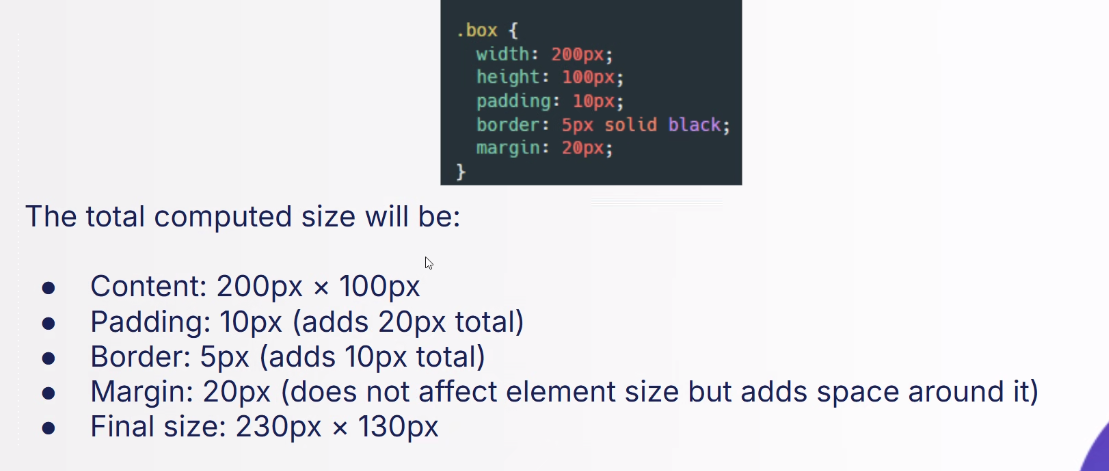 .box {
width: 200px;
height: 100px;
padding: 10px;
border: 5px solid black;
margin: 20px;
}
The total computed size will be:
● Content: 200px × 100px
● Padding: 10px (adds 20px total)
● Border: 5px (adds 10px total)
● Margin: 20px (does not affect element size but adds space around it)
● Final size: 230px × 130px